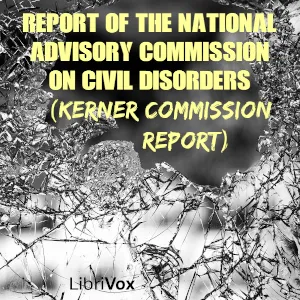 REPORT OF THE NATIONAL
ADVISORY COMMISSION
ON CIVIL DISORDERS
(KERNER COMMISSION
REPORT)
LibriVox